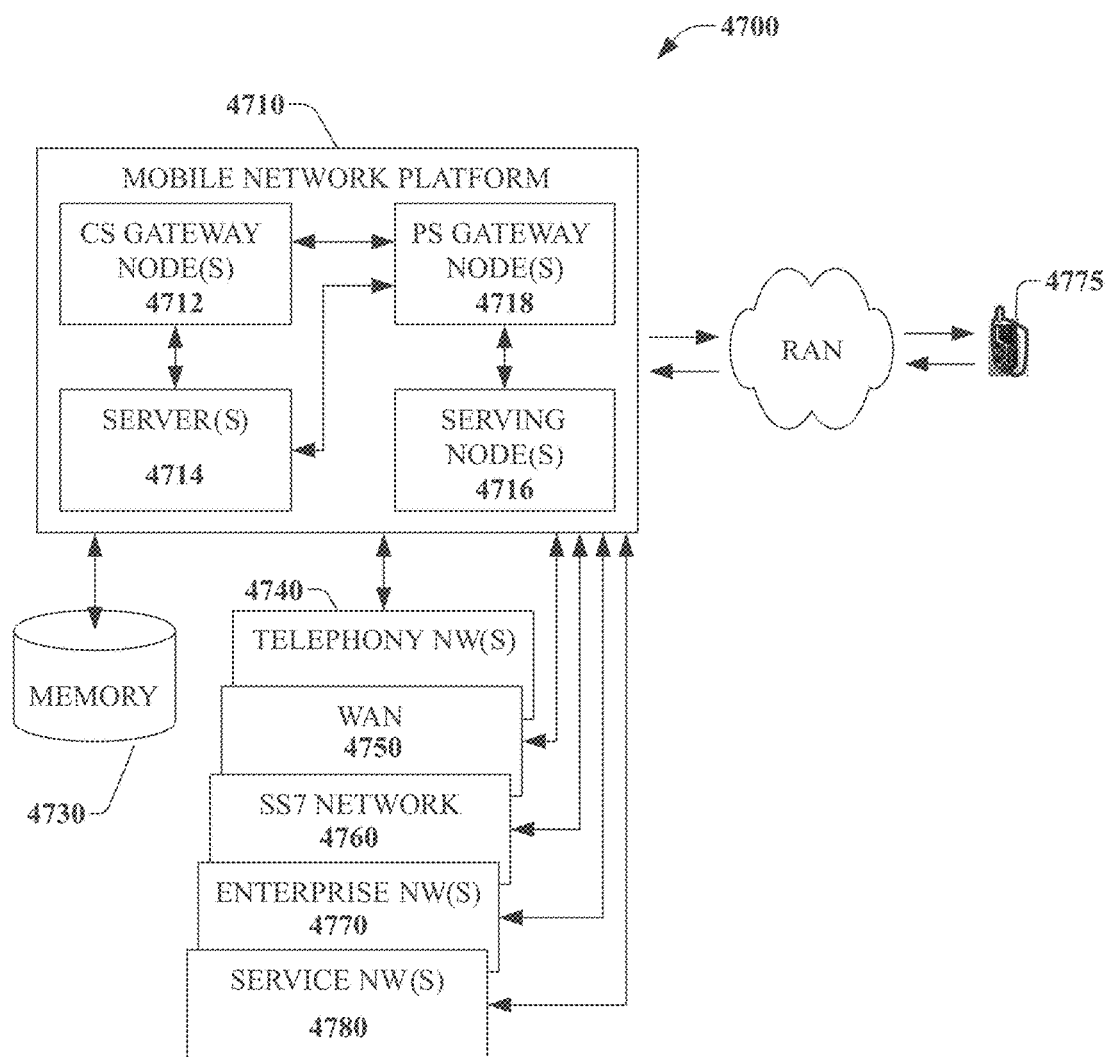 4700
4710
MOBILE NETWORK PLATFORM
CS GATEWAY
NODE(S)
4712
PS GATEWAY
NODE(S)
4718
SERVER(S)
4714
SERVING
NODE(S)
4716
RAN
4775
4740
TELEPHONY NW(S)
MEMORY
4730
WAN
4750
SS7 NETWORK
4760
ENTERPRISE NW(S)
4770
SERVICE NW(S)
4780